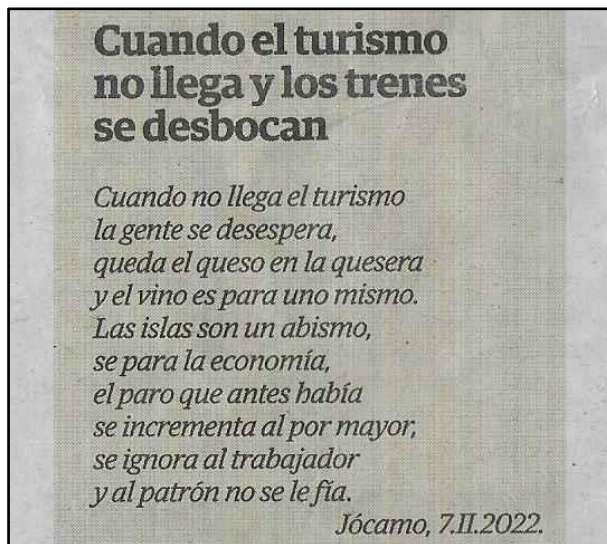 Cuando el turismo
no llega y los trenes
se desbocan
Cuando no llega el turismo
la gente se desespera,
queda el queso en la quesera
y el vino es para uno mismo.
Las islas son un abismo,
se para la economía,
el paro que antes había
se incrementa al por mayor,
se ignora al trabajador
y al patrón no se le fía.
Jócamo, 7.II.2022.